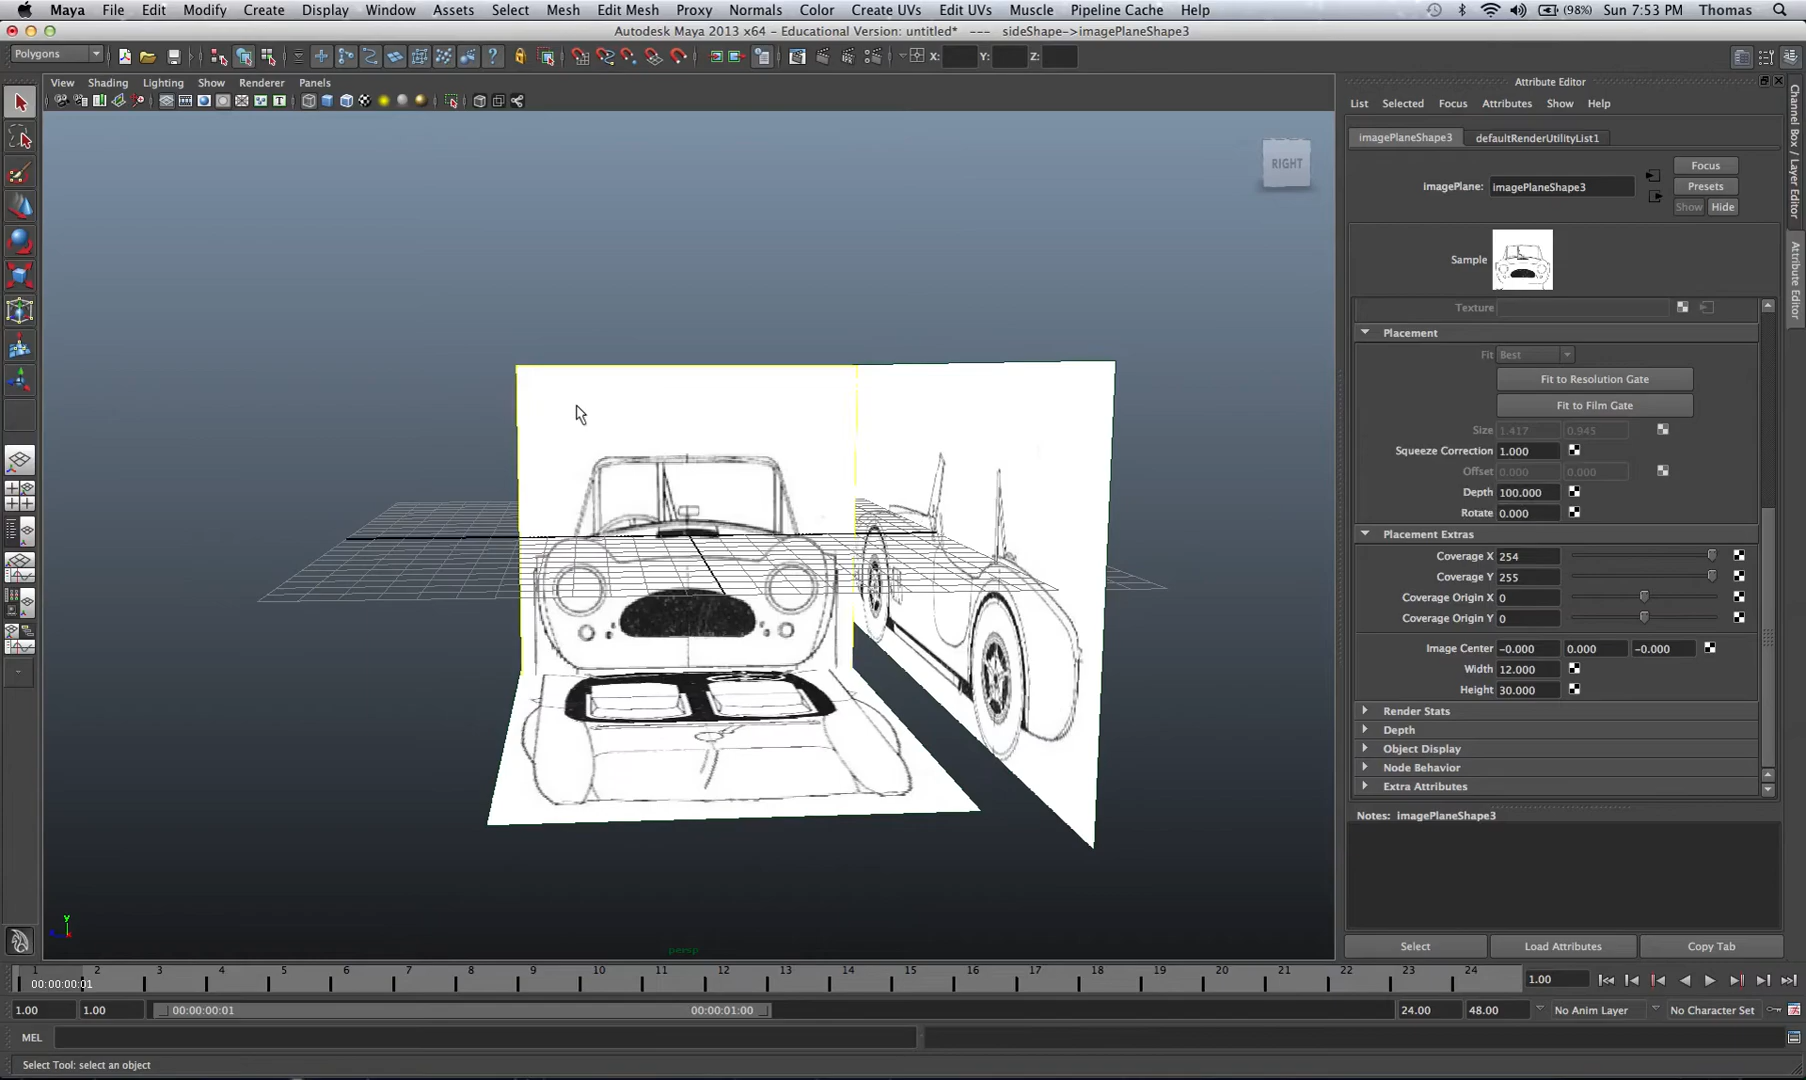 Maya File Edit Modify Create Display Window Assets Select Mesh Edit Mesh Proxy Normals Color Create UVs Edit UVs Muscle Pipeline Cache Help (98%) Sun 7:53 PM Thomas
Autodesk Maya 2013 x64 - Educational Version: untitled* --- sideShape->imagePlaneShape3
Polygons X: Y: Z:
View Shading Lighting Show Renderer Panels
Attribute Editor
List Selected Focus Attributes Show Help
imagePlaneShape3 defaultRenderUtilityList1
Focus
imagePlane: imagePlaneShape3
Presets
Show Hide
RIGHT
Sample
Texture
Placement
Fit Best
Fit to Resolution Gate
Fit to Film Gate
Size 1.417 0.945
Squeeze Correction 1.000
Offset 0.000 0.000
Depth 100.000
Rotate 0.000
Placement Extras
Coverage X 254
Coverage Y 255
Coverage Origin X 0
Coverage Origin Y 0
Image Center -0.000 0.000 -0.000
Width 12.000
Height 30.000
Render Stats
Depth
Object Display
Node Behavior
Extra Attributes
Notes: imagePlaneShape3
Channel Box / Layer Editor
Attribute Editor
y
persp
Select Load Attributes Copy Tab
1 2 3 4 5 6 7 8 9 10 11 12 13 14 15 16 17 18 19 20 21 22 23 24
00:00:00:01 1.00
1.00 1.00 00:00:00:01 00:00:01:00 24.00 48.00 No Anim Layer No Character Set
MEL
Select Tool: select an object